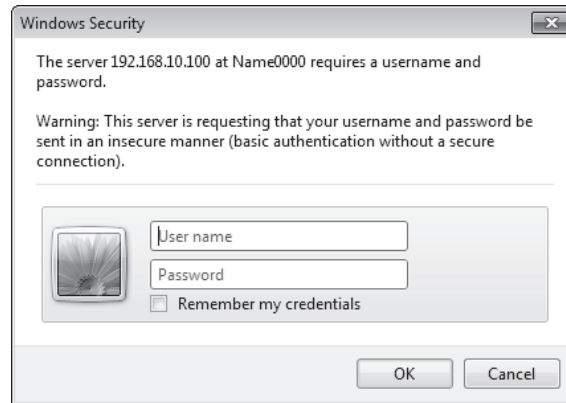 Windows Security
The server 192.168.10.100 at Name0000 requires a username and
password.
Warning: This server is requesting that your username and password be
sent in an insecure manner (basic authentication without a secure
connection).
User name
Password
Remember my credentials
OK
Cancel